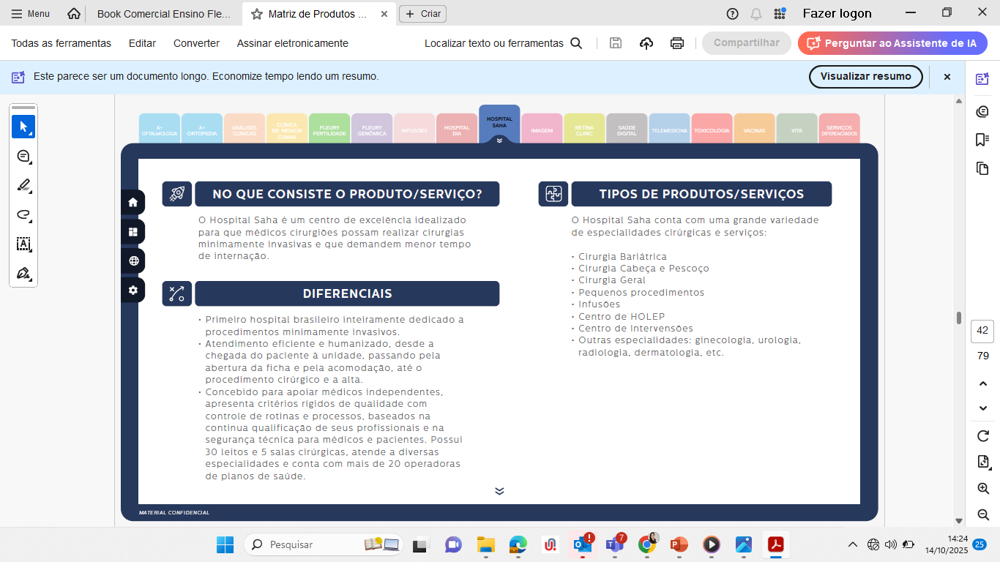 Menu
Book Comercial Ensino Fle...
Matriz de Produtos ...
Criar
Fazer logon
Todas as ferramentas
Editar
Converter
Assinar eletronicamente
Localizar texto ou ferramentas
Compartilhar
Perguntar ao Assistente de IA
Este parece ser um documento longo. Economize tempo lendo um resumo.
Visualizar resumo
A+
OFTALMOLOGIA
A+
ORTOPEDIA
ANÁLISES
CLÍNICAS
CLÍNICA
DR. MOACIR
CUNHA
FLEURY
FERTILIDADE
FLEURY
GENÔMICA
INFUSÕES
HOSPITAL
DIA
HOSPITAL
SAHA
IMAGEM
RETINA
CLINIC
SAÚDE
DIGITAL
TELEMEDICINA
TOXICOLOGIA
VACINAS
VITA
SERVIÇOS
DIFERENCIADOS
NO QUE CONSISTE O PRODUTO/SERVIÇO?
O Hospital Saha é um centro de excelência idealizado
para que médicos cirurgiões possam realizar cirurgias
minimamente invasivas e que demandem menor tempo
de internação.
DIFERENCIAIS
• Primeiro hospital brasileiro inteiramente dedicado a
procedimentos minimamente invasivos.
• Atendimento eficiente e humanizado, desde a
chegada do paciente à unidade, passando pela
abertura da ficha e pela acomodação, até o
procedimento cirúrgico e a alta.
• Concebido para apoiar médicos independentes,
apresenta critérios rígidos de qualidade com
controle de rotinas e processos, baseados na
continua qualificação de seus profissionais e na
segurança técnica para médicos e pacientes. Possui
30 leitos e 5 salas cirúrgicas, atende a diversas
especialidades e conta com mais de 20 operadoras
de planos de saúde.
TIPOS DE PRODUTOS/SERVIÇOS
O Hospital Saha conta com uma grande variedade
de especialidades cirúrgicas e serviços:
• Cirurgia Bariátrica
• Cirurgia Cabeça e Pescoço
• Cirurgia Geral
• Pequenos procedimentos
• Infusões
• Centro de HOLEP
• Centro de intervensões
• Outras especialidades: ginecologia, urologia,
radiologia, dermatologia, etc.
MATERIAL CONFIDENCIAL
42
79
Pesquisar
7
14:24
14/10/2025
25